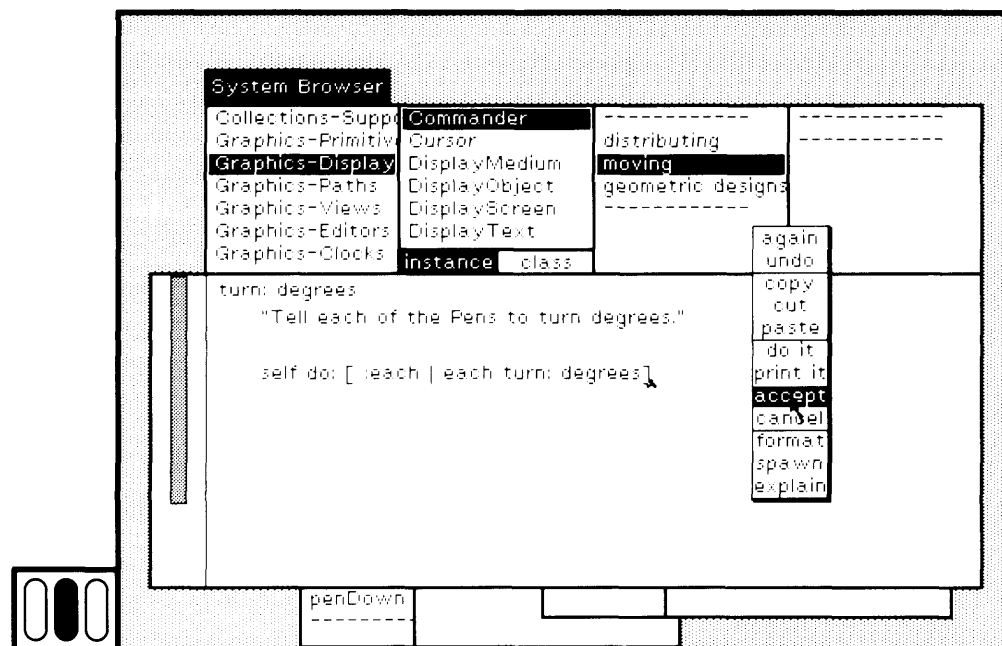 System Browser
Collections-Supp
Graphics-Primitiv
Graphics-Display
Graphics-Paths
Graphics-Views
Graphics-Editors
Graphics-Clocks
Commander
Cursor
DisplayMedium
DisplayObject
DisplayScreen
DisplayText
instance class
------------
distributing
moving
geometric designs
------------
------------
------------
turn: degrees
"Tell each of the Pens to turn degrees."
self do: [ :each | each turn: degrees]
again
undo
copy
cut
paste
do it
print it
accept
cancel
format
spawn
explain
penDown
---------